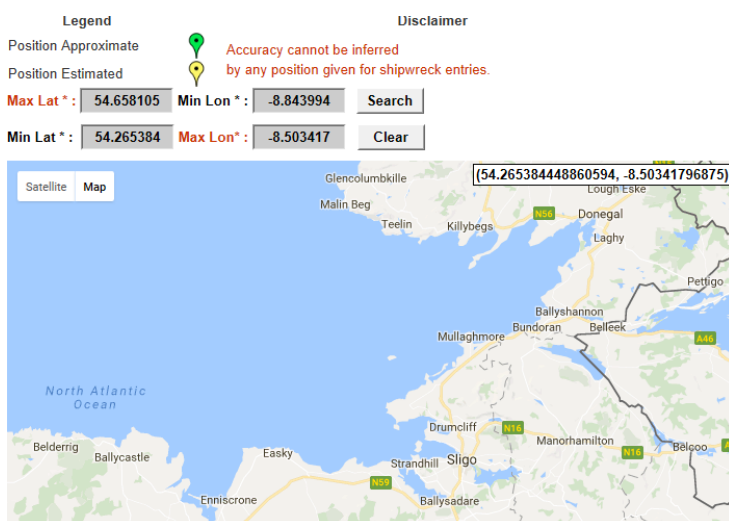 Legend Disclaimer
Position Approximate
Accuracy cannot be inferred
Position Estimated
by any position given for shipwreck entries.
Max Lat * : 54.658105 Min Lon * : -8.843994 Search
Min Lat * : 54.265384 Max Lon* : -8.503417 Clear
Satellite Map
Glencolumbkille
(54.265384448860594, -8.50341796875)
Lough Eske
Malin Beg
N56
Donegal
Teelin
Killybegs
Laghy
Pettigo
Ballyshannon
Bundoran
Belleek
Mullaghmore
A46
North Atlantic
Ocean
Drumcliff
N16
Manorhamilton
Belderrig
Ballycastle
Easky
Strandhill
Sligo
N16
Belcoo
N59
Enniscrone
Ballysadare